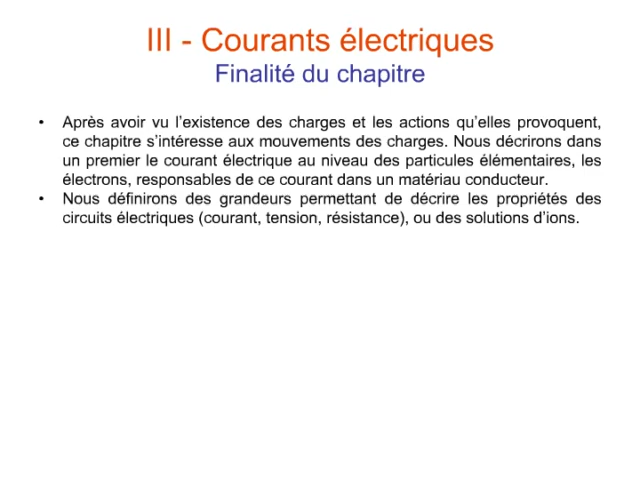 III - Courants électriques
Finalité du chapitre
• Après avoir vu l'existence des charges et les actions qu'elles provoquent,
ce chapitre s'intéresse aux mouvements des charges. Nous décrirons dans
un premier le courant électrique au niveau des particules élémentaires, les
électrons, responsables de ce courant dans un matériau conducteur.
• Nous définirons des grandeurs permettant de décrire les propriétés des
circuits électriques (courant, tension, résistance), ou des solutions d'ions.